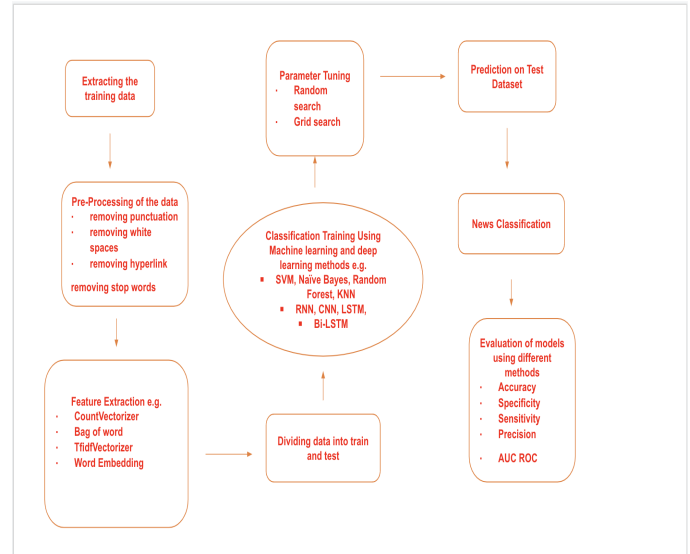 Extracting the
training data
Pre-Processing of the data
· removing punctuation
· removing white
spaces
· removing hyperlink
removing stop words
Feature Extraction e.g.
· CountVectorizer
· Bag of word
· TfidfVectorizer
· Word Embedding
Dividing data into train
and test
Classification Training Using
Machine learning and deep
learning methods e.g.
▪ SVM, Naïve Bayes, Random
Forest, KNN
▪ RNN, CNN, LSTM,
▪ Bi-LSTM
Parameter Tuning
· Random
search
· Grid search
Prediction on Test
Dataset
News Classification
Evaluation of models
using different
methods
· Accuracy
· Specificity
· Sensitivity
· Precision
· AUC ROC